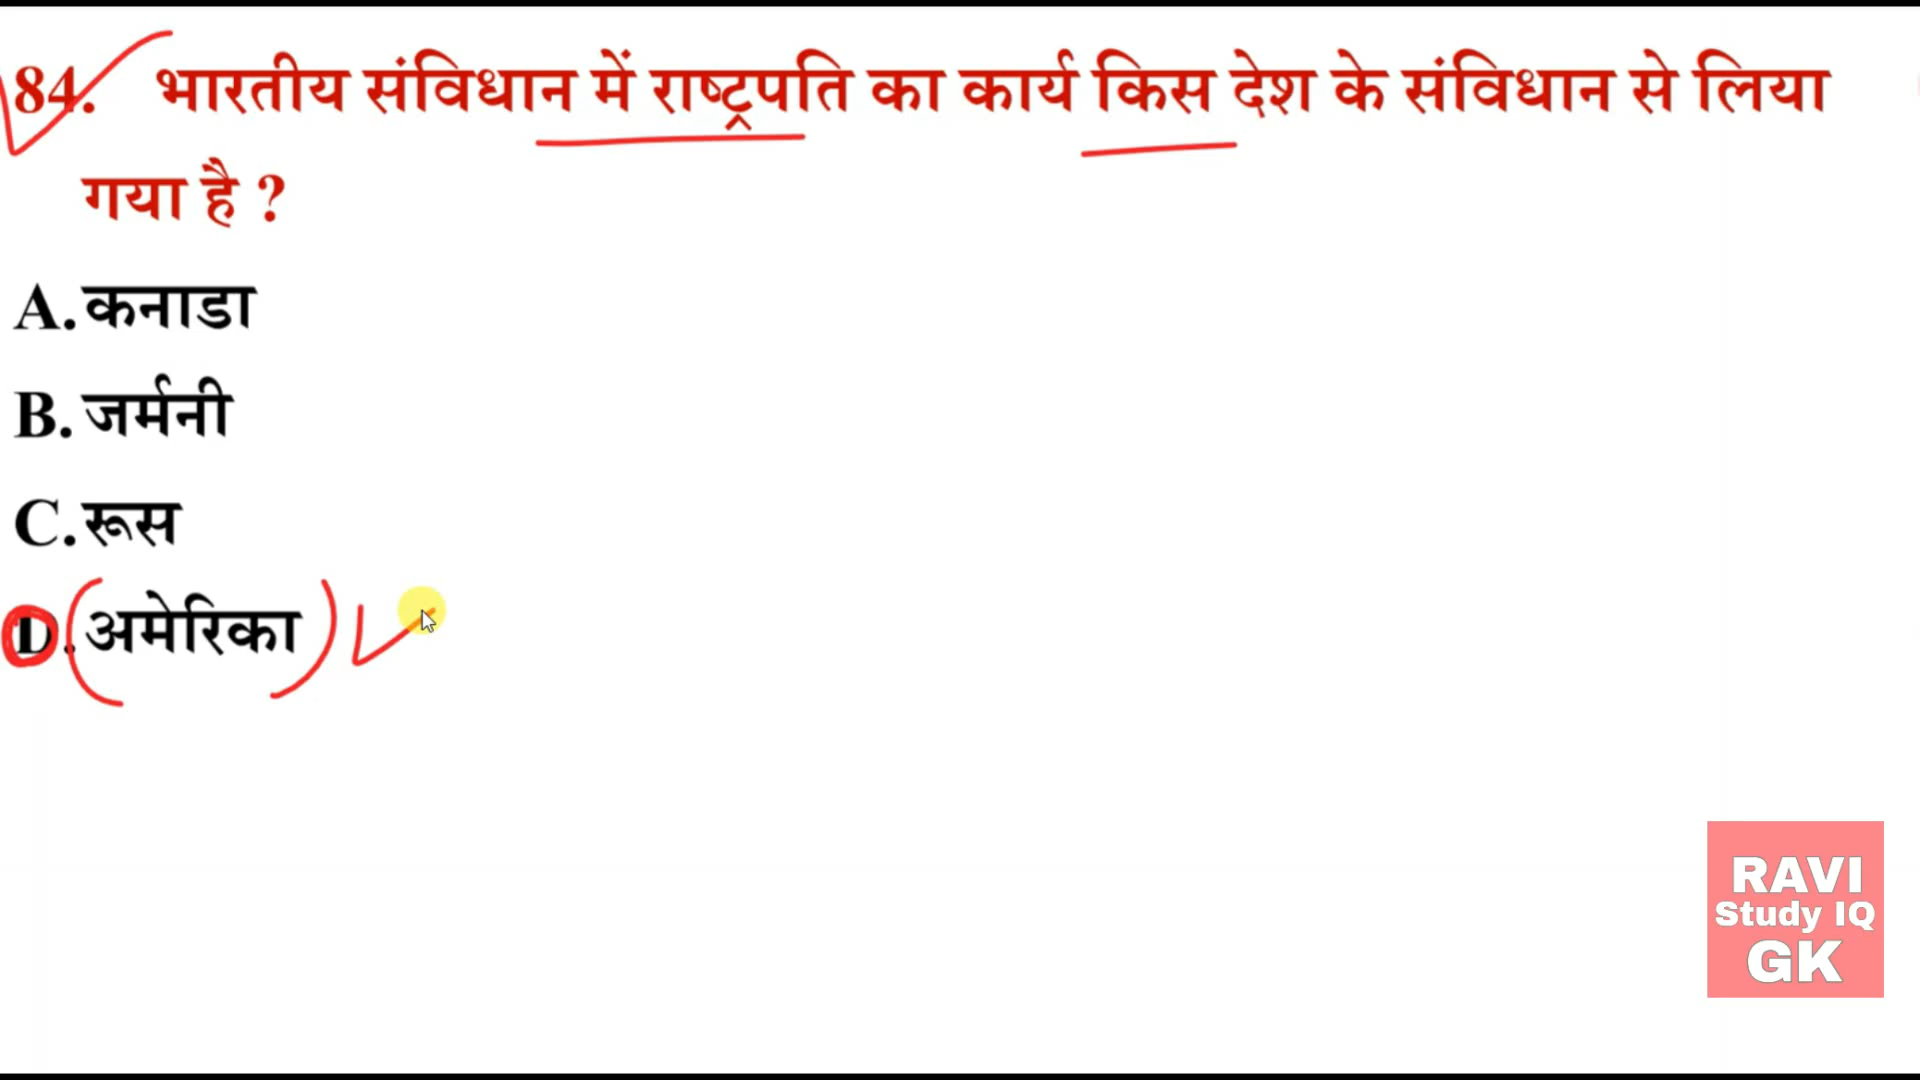 84. भारतीय संविधान में राष्ट्रपति का कार्य किस देश के संविधान से लिया
गया है ?
A. कनाडा
B. जर्मनी
C. रूस
D. अमेरिका
RAVI
Study IQ
GK